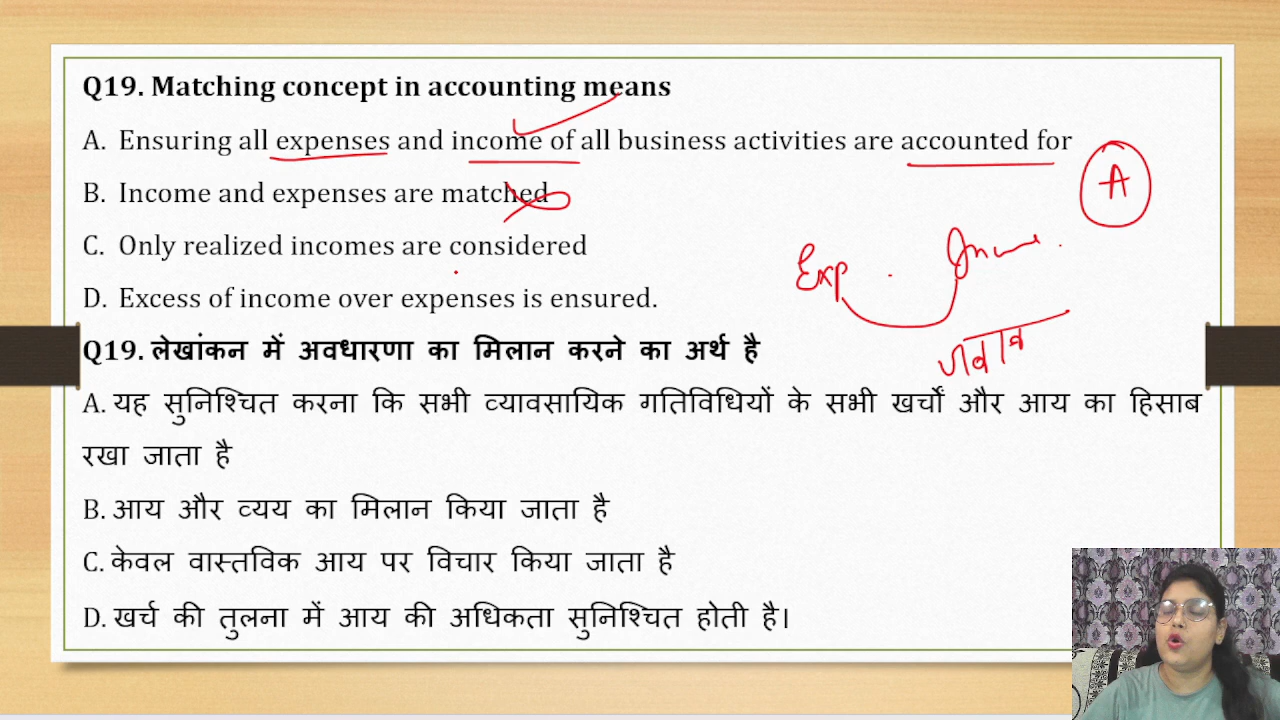 Q19. Matching concept in accounting means
A. Ensuring all expenses and income of all business activities are accounted for
B. Income and expenses are matched
C. Only realized incomes are considered
D. Excess of income over expenses is ensured.
A
Exp
Q19. लेखांकन में अवधारणा का मिलान करने का अर्थ है
A. यह सुनिश्चित करना कि सभी व्यावसायिक गतिविधियों के सभी खर्चों और आय का हिसाब
रखा जाता है
B. आय और व्यय का मिलान किया जाता है
C. केवल वास्तविक आय पर विचार किया जाता है
D. खर्च की तुलना में आय की अधिकता सुनिश्चित होती है।